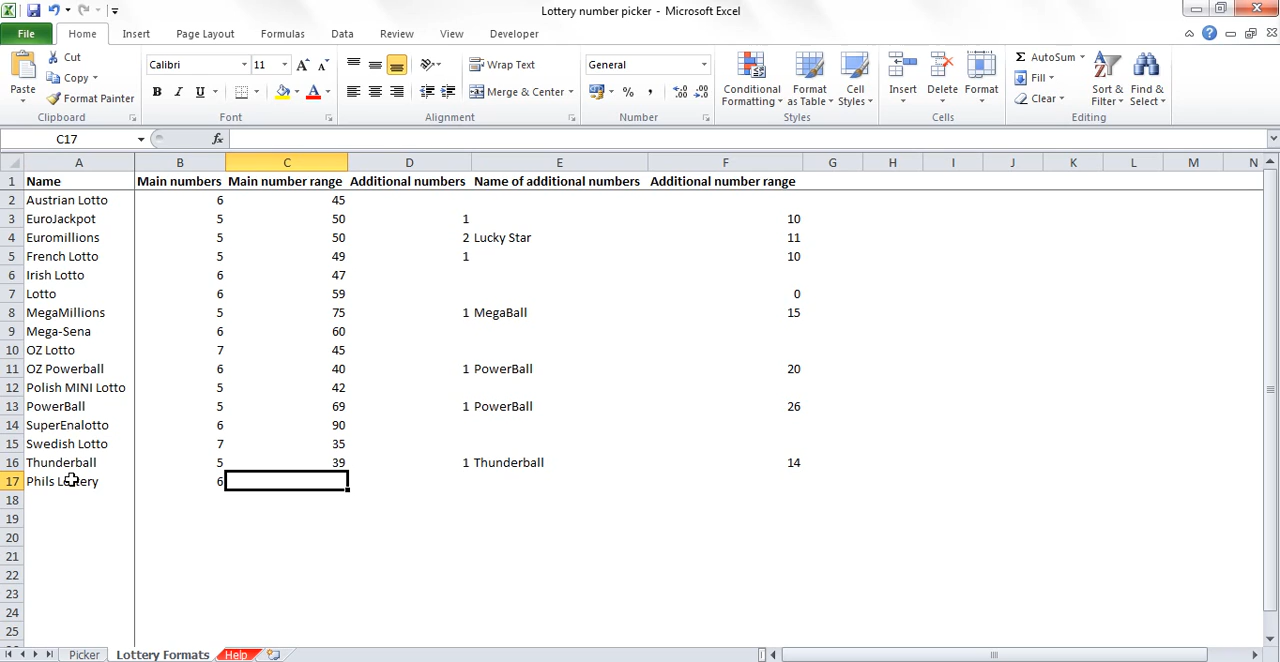 Lottery number picker - Microsoft Excel
File Home Insert Page Layout Formulas Data Review View Developer
Paste
Cut
Copy
Format Painter
Clipboard
Calibri 11
B I U
Font
Wrap Text
Merge & Center
Alignment
General
%
Number
Conditional Formatting
Format as Table
Cell Styles
Styles
Insert Delete Format
Cells
Σ AutoSum
Fill
Clear
Sort & Filter
Find & Select
Editing
C17 fx
A B C D E F G H I J K L M N
1 Name Main numbers Main number range Additional numbers Name of additional numbers Additional number range
2 Austrian Lotto 6 45
3 EuroJackpot 5 50 1 10
4 Euromillions 5 50 2 Lucky Star 11
5 French Lotto 5 49 1 10
6 Irish Lotto 6 47
7 Lotto 6 59 0
8 MegaMillions 5 75 1 MegaBall 15
9 Mega-Sena 6 60
10 OZ Lotto 7 45
11 OZ Powerball 6 40 1 PowerBall 20
12 Polish MINI Lotto 5 42
13 PowerBall 5 69 1 PowerBall 26
14 SuperEnalotto 6 90
15 Swedish Lotto 7 35
16 Thunderball 5 39 1 Thunderball 14
17 Phils Lottery 6
18
19
20
21
22
23
24
25
Picker Lottery Formats Help